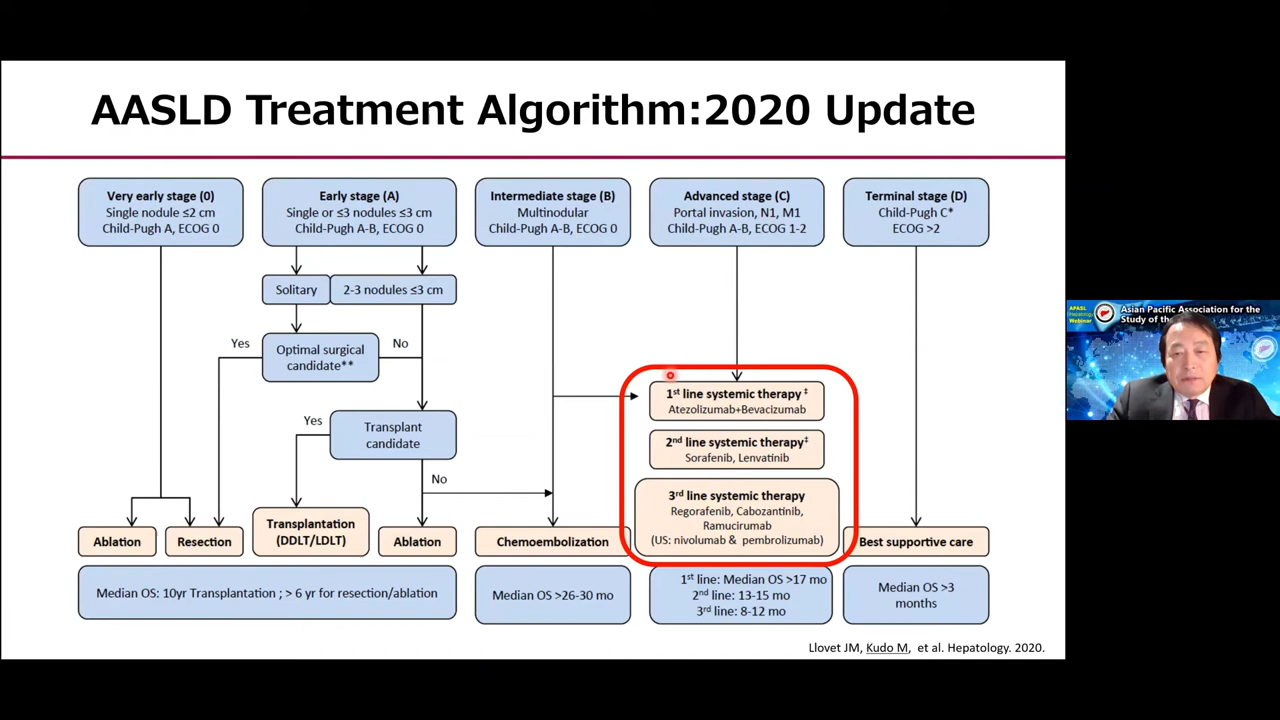 AASLD Treatment Algorithm:2020 Update
Very early stage (0)
Single nodule ≤2 cm
Child-Pugh A, ECOG 0
Early stage (A)
Single or ≤3 nodules ≤3 cm
Child-Pugh A-B, ECOG 0
Intermediate stage (B)
Multinodular
Child-Pugh A-B, ECOG 0
Advanced stage (C)
Portal invasion, N1, M1
Child-Pugh A-B, ECOG 1-2
Terminal stage (D)
Child-Pugh C*
ECOG >2
Solitary
2-3 nodules ≤3 cm
Yes
Optimal surgical
candidate**
No
Yes
Transplant
candidate
No
1st line systemic therapy ‡
Atezolizumab+Bevacizumab
2nd line systemic therapy‡
Sorafenib, Lenvatinib
3rd line systemic therapy
Regorafenib, Cabozantinib,
Ramucirumab
(US: nivolumab & pembrolizumab)
Ablation
Resection
Transplantation
(DDLT/LDLT)
Ablation
Chemoembolization
Best supportive care
Median OS: 10yr Transplantation ; > 6 yr for resection/ablation
Median OS >26-30 mo
1st line: Median OS >17 mo
2nd line: 13-15 mo
3rd line: 8-12 mo
Median OS >3
months
Llovet JM, Kudo M, et al. Hepatology. 2020.
APASL
Hepatology
Webinar
Asian Pacific Association for the
Study of the